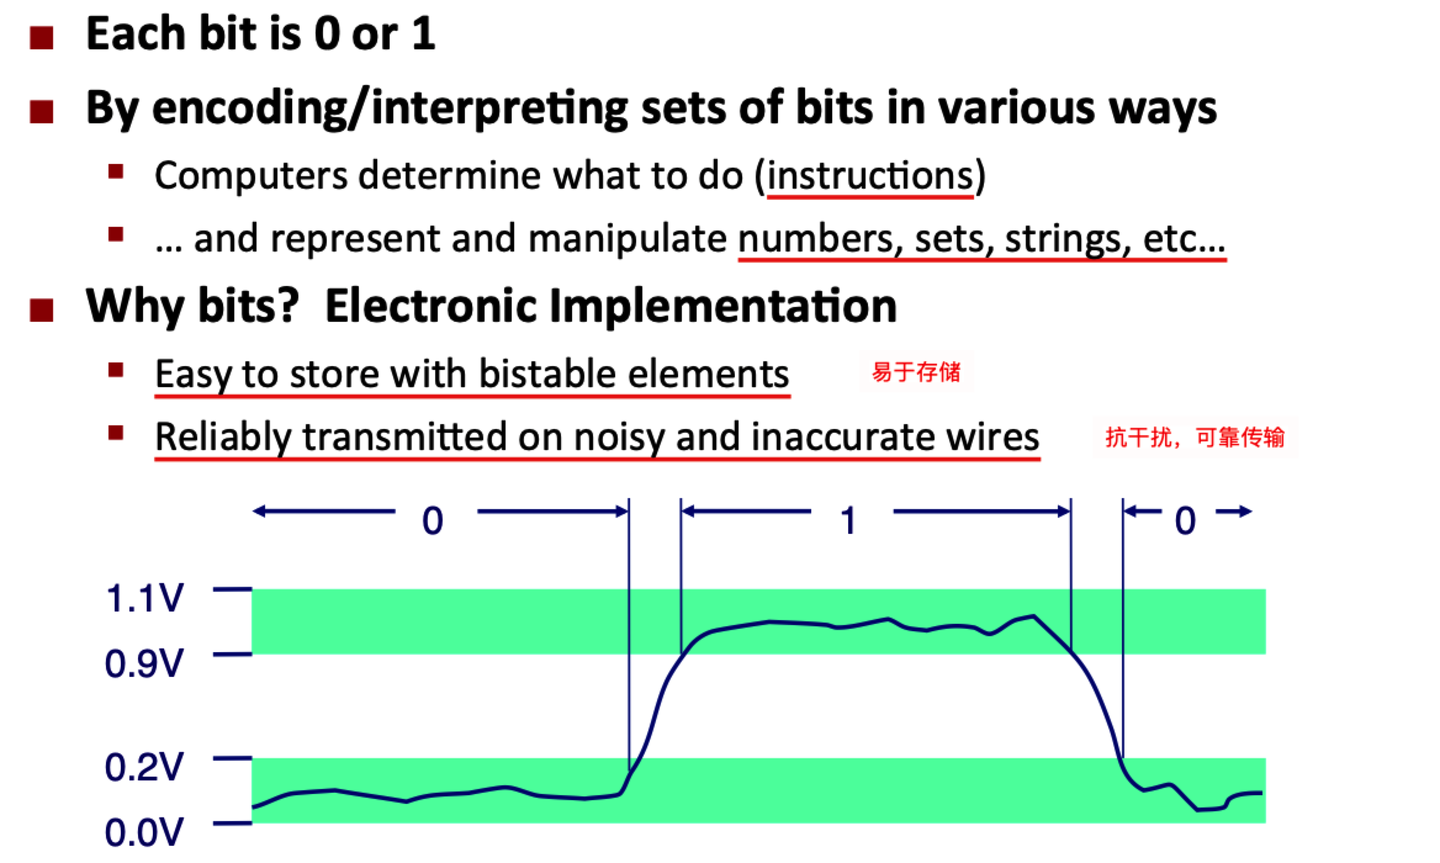 Each bit is 0 or 1
By encoding/interpreting sets of bits in various ways
Computers determine what to do (instructions)
... and represent and manipulate numbers, sets, strings, etc...
Why bits? Electronic Implementation
Easy to store with bistable elements 易于存储
Reliably transmitted on noisy and inaccurate wires 抗干扰，可靠传输
0 1 0
1.1V
0.9V
0.2V
0.0V